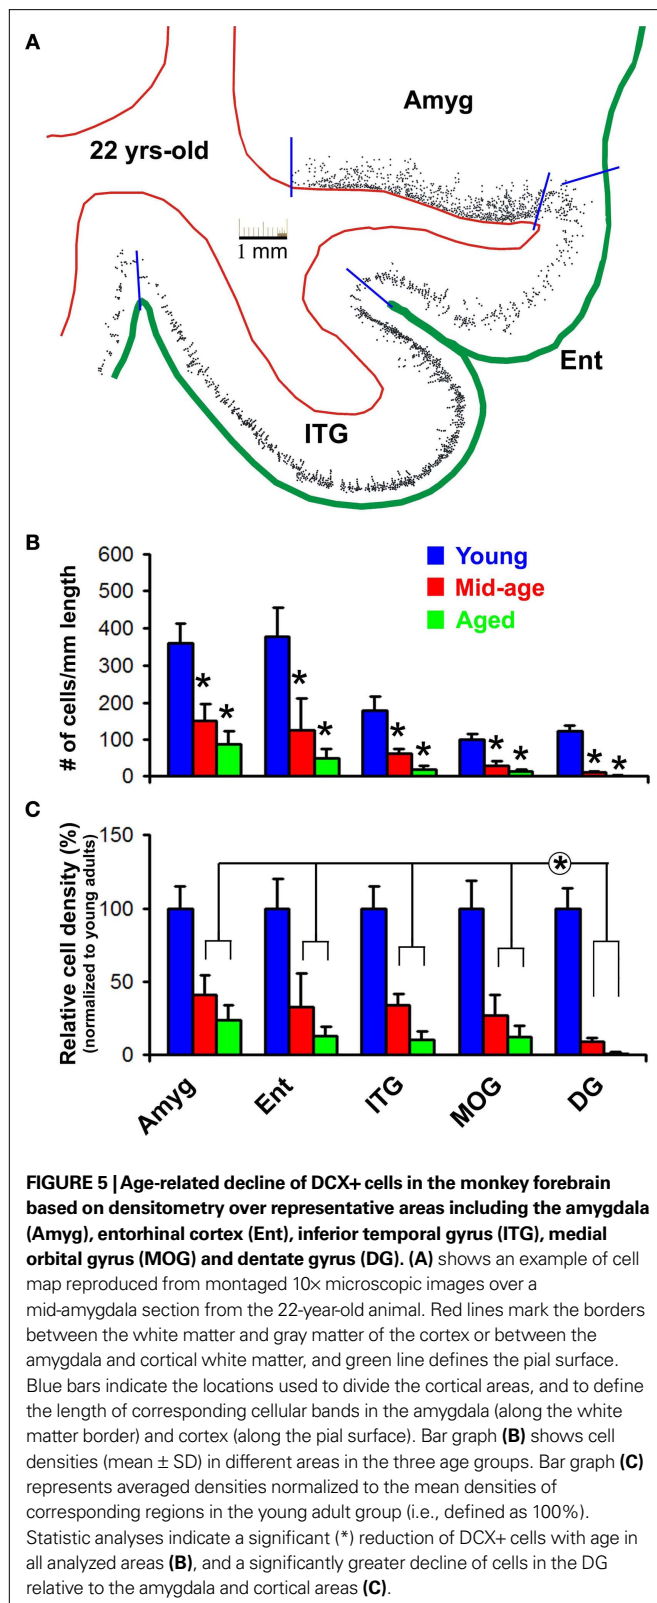 A
Amyg
22 yrs-old
1 mm
Ent
ITG
B
# of cells/mm length
600
500
400
300
200
100
0
Young
Mid-age
Aged
* * * * * * * * * *
C
Relative cell density (%)
(normalized to young adults)
150
100
50
0
*
Amyg
Ent
ITG
MOG
DG
FIGURE 5 | Age-related decline of DCX+ cells in the monkey forebrain
based on densitometry over representative areas including the amygdala
(Amyg), entorhinal cortex (Ent), inferior temporal gyrus (ITG), medial
orbital gyrus (MOG) and dentate gyrus (DG). (A) shows an example of cell
map reproduced from montaged 10× microscopic images over a
mid-amygdala section from the 22-year-old animal. Red lines mark the borders
between the white matter and gray matter of the cortex or between the
amygdala and cortical white matter, and green line defines the pial surface.
Blue bars indicate the locations used to divide the cortical areas, and to define
the length of corresponding cellular bands in the amygdala (along the white
matter border) and cortex (along the pial surface). Bar graph (B) shows cell
densities (mean ± SD) in different areas in the three age groups. Bar graph (C)
represents averaged densities normalized to the mean densities of
corresponding regions in the young adult group (i.e., defined as 100%).
Statistic analyses indicate a significant (*) reduction of DCX+ cells with age in
all analyzed areas (B), and a significantly greater decline of cells in the DG
relative to the amygdala and cortical areas (C).